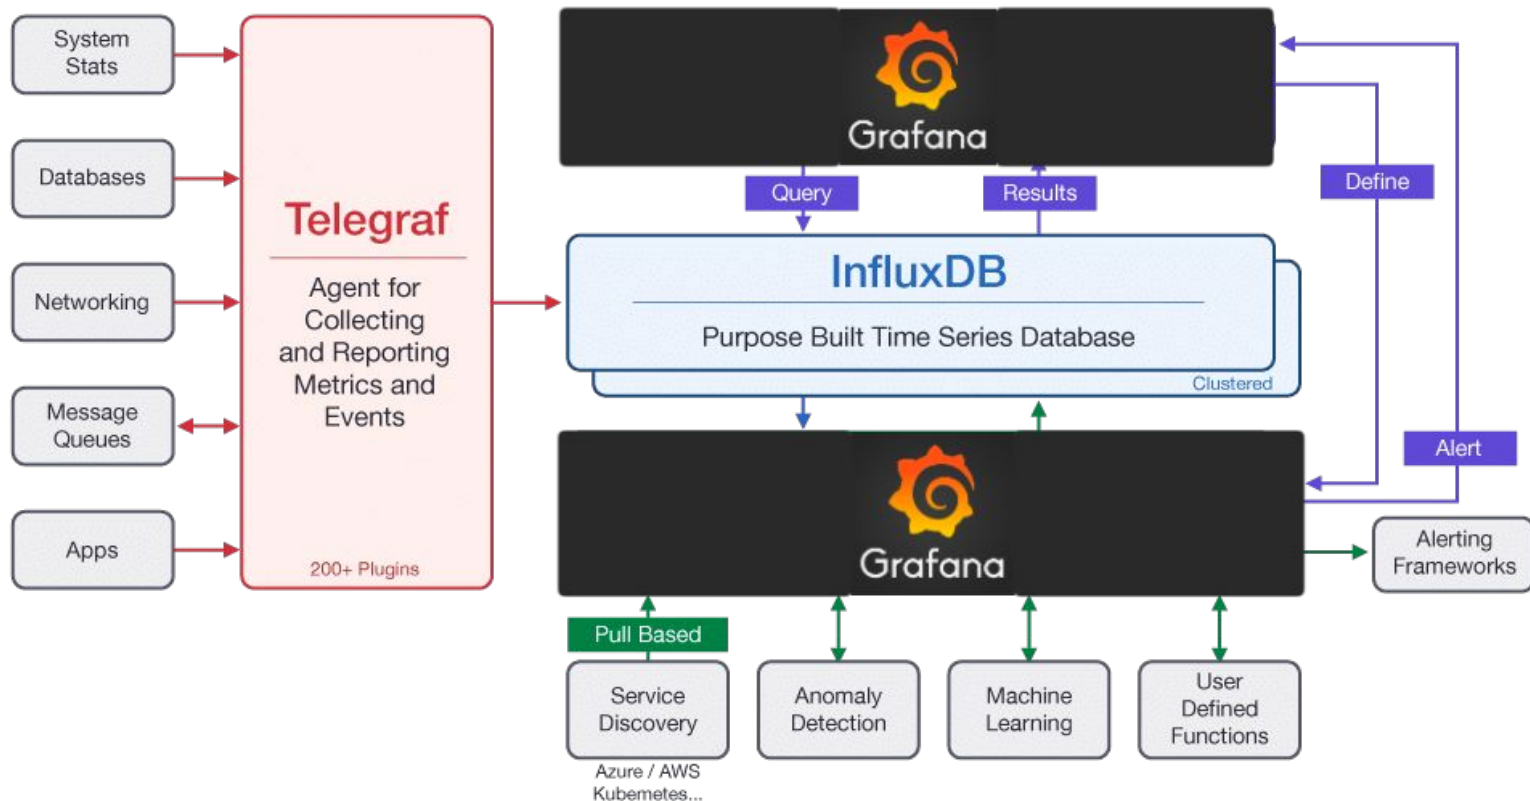 System
Stats
Databases
Networking
Message
Queues
Apps
Telegraf
Agent for
Collecting
and Reporting
Metrics and
Events
200+ Plugins
Grafana
Query
Results
Define
InfluxDB
Purpose Built Time Series Database
Clustered
Alert
Grafana
Alerting
Frameworks
Pull Based
Service
Discovery
Azure / AWS
Kubernetes...
Anomaly
Detection
Machine
Learning
User
Defined
Functions